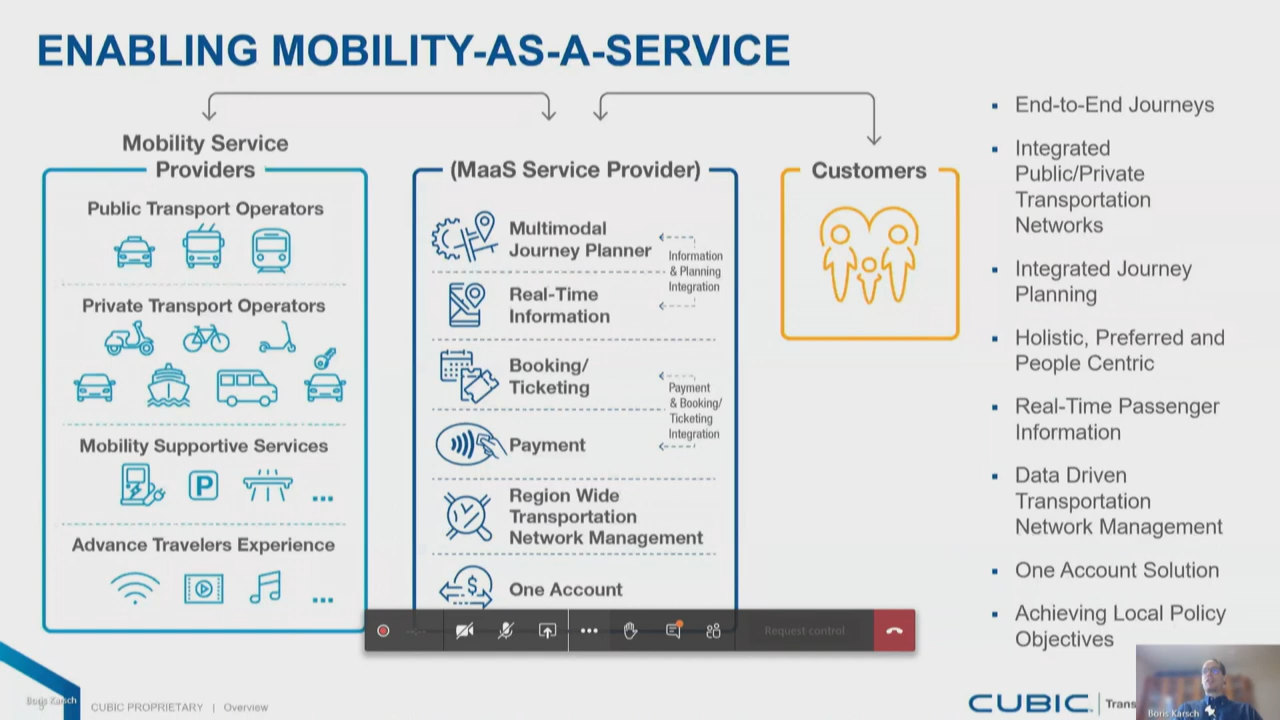 ENABLING MOBILITY-AS-A-SERVICE
Mobility Service
Providers
Public Transport Operators
Private Transport Operators
Mobility Supportive Services
P
...
Advance Travelers Experience
...
(MaaS Service Provider)
Multimodal
Journey Planner
Information
& Planning
Integration
Real-Time
Information
Booking/
Ticketing
Payment
& Booking/
Ticketing
Integration
Payment
Region Wide
Transportation
Network Management
$
One Account
Customers
End-to-End Journeys
Integrated
Public/Private
Transportation
Networks
Integrated Journey
Planning
Holistic, Preferred and
People Centric
Real-Time Passenger
Information
Data Driven
Transportation
Network Management
One Account Solution
Achieving Local Policy
Objectives
Request control
Boris Karsch
CUBIC PROPRIETARY | Overview
CUBIC | Trans
Boris Karsch